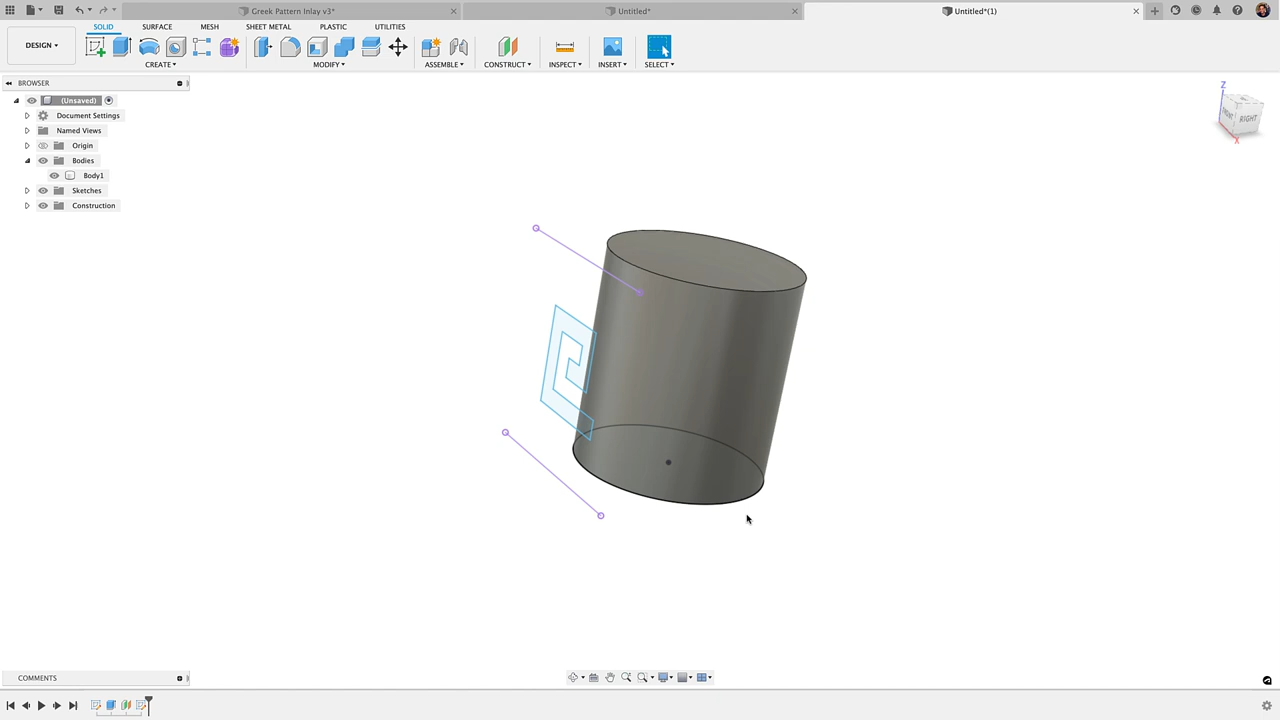 Greek Pattern Inlay v3*
Untitled*
Untitled*(1)
DESIGN
SOLID
SURFACE
MESH
SHEET METAL
PLASTIC
UTILITIES
CREATE
MODIFY
ASSEMBLE
CONSTRUCT
INSPECT
INSERT
SELECT
BROWSER
(Unsaved)
Document Settings
Named Views
Origin
Bodies
Body1
Sketches
Construction
Z
FRONT
RIGHT
X
COMMENTS